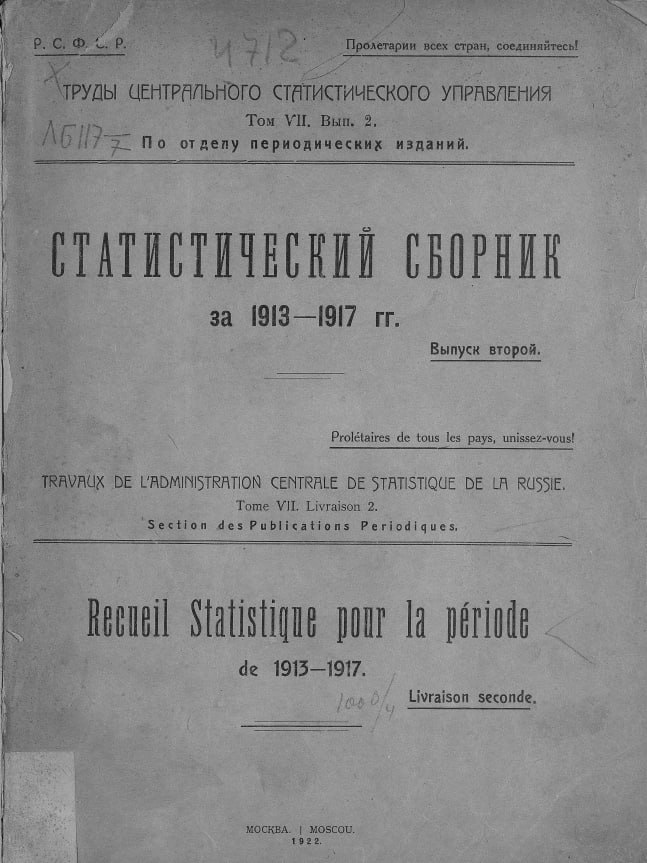 Р. С. Ф. С. Р.
Пролетарии всех стран, соединяйтесь!
ТРУДЫ ЦЕНТРАЛЬНОГО СТАТИСТИЧЕСКОГО УПРАВЛЕНИЯ
Том VII. Вып. 2.
По отделу периодических изданий.
СТАТИСТИЧЕСКИЙ СБОРНИК
за 1913—1917 гг.
Выпуск второй.
Prolétaires de tous les pays, unissez-vous!
TRAVAUX DE L'ADMINISTRATION CENTRALE DE STATISTIQUE DE LA RUSSIE.
Tome VII. Livraison 2.
Section des Publications Periodiques.
Recueil Statistique pour la période
de 1913—1917.
1000/4
Livraison seconde.
МОСКВА. | MOSCOU.
1922.